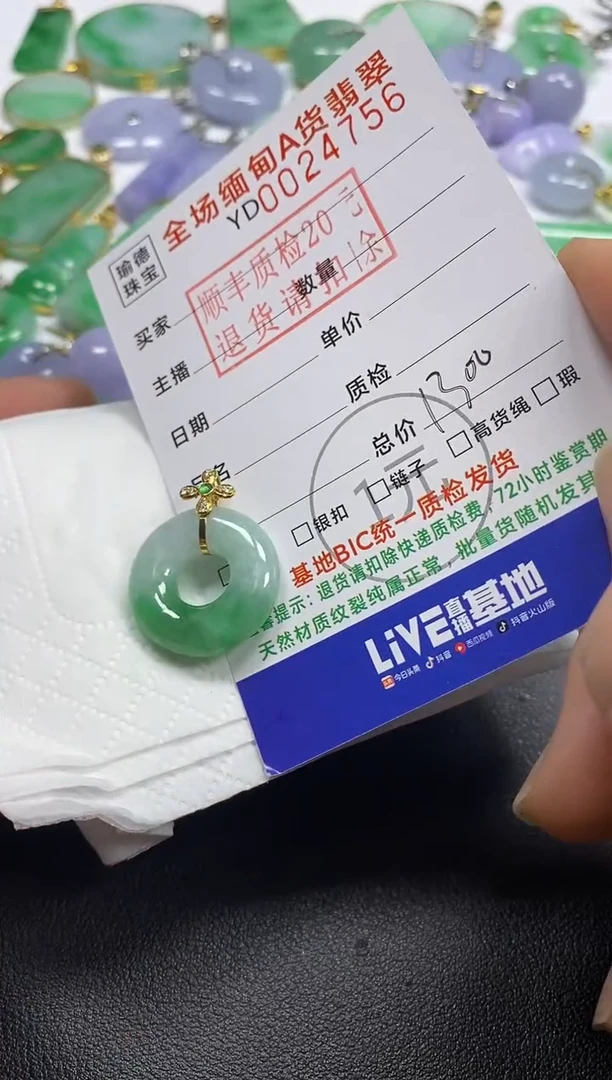 全场缅甸A货翡翠
YD0024756
瑜德
珠宝
顺丰质检20元
退货请扣除
买家
数量
主播
单价
日期
质检
总价 1300
1元
□银扣 □链子 □高货绳 □瑕
基地BIC统一质检发货
提示：退货请扣除快递质检费，72小时鉴赏期
天然材质纹裂纯属正常，批量货随机发其
LiVE直播基地
今日头条 抖音 西瓜视频 抖音火山版